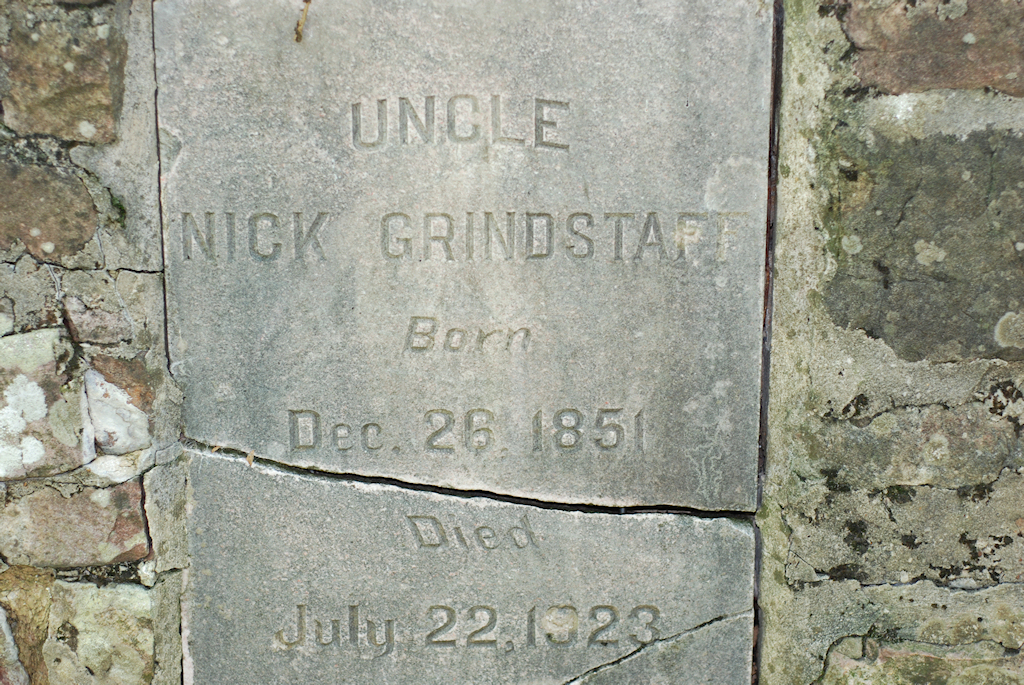 UNCLE
NICK GRINDSTAFF
Born
Dec. 26, 1851
Died
July 22, 1923